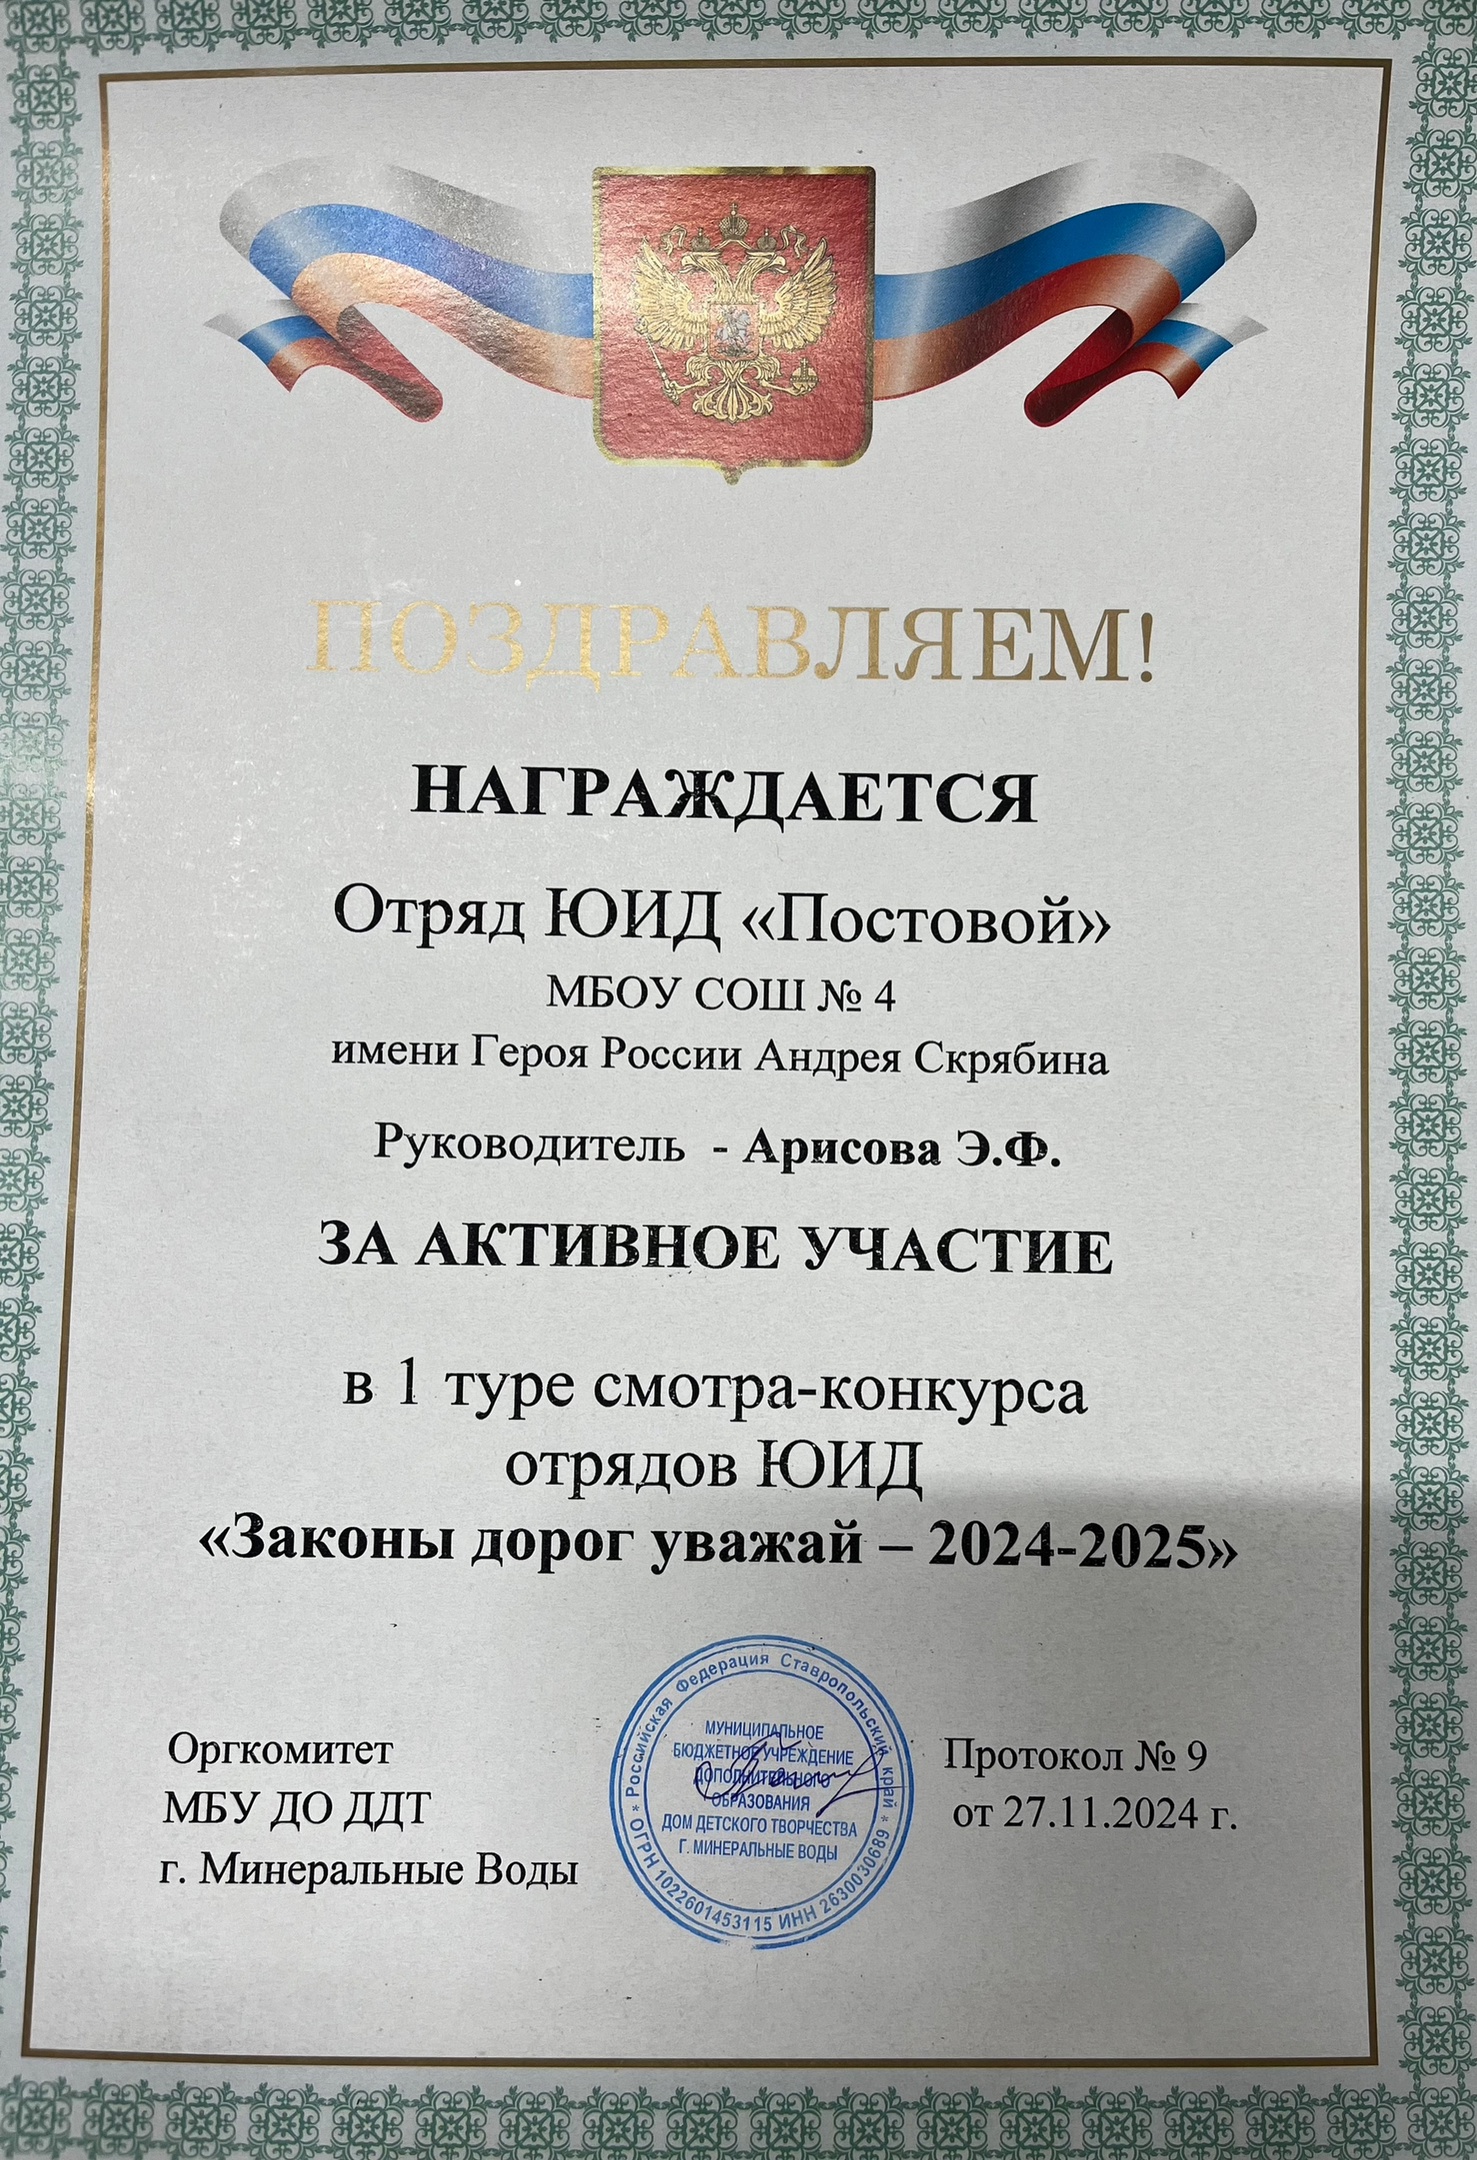 ПОЗДРАВЛЯЕМ!
НАГРАЖДАЕТСЯ
Отряд ЮИД «Постовой»
МБОУ СОШ № 4
имени Героя России Андрея Скрябина
Руководитель - Арисова Э.Ф.
ЗА АКТИВНОЕ УЧАСТИЕ
в 1 туре смотра-конкурса
отрядов ЮИД
«Законы дорог уважай – 2024-2025»
Оргкомитет
МБУ ДО ДДТ
г. Минеральные Воды
* Российская Федерация Ставропольский край *
ОГРН 1022601453115 ИНН 2630030689
МУНИЦИПАЛЬНОЕ
БЮДЖЕТНОЕ УЧРЕЖДЕНИЕ
ДОПОЛНИТЕЛЬНОГО
ОБРАЗОВАНИЯ
ДОМ ДЕТСКОГО ТВОРЧЕСТВА
Г. МИНЕРАЛЬНЫЕ ВОДЫ
Протокол № 9
от 27.11.2024 г.